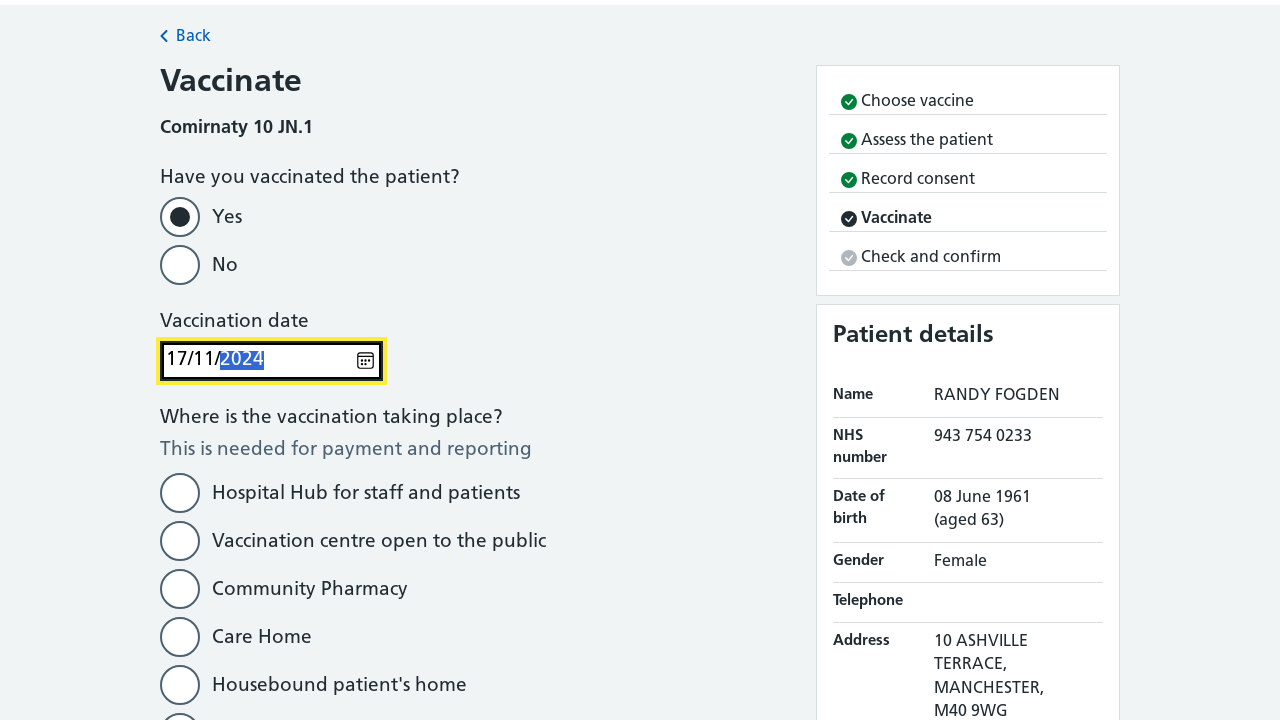 Back
Vaccinate
Comirnaty 10 JN.1
Have you vaccinated the patient?
Yes
No
Vaccination date
17/11/2024
Where is the vaccination taking place?
This is needed for payment and reporting
Hospital Hub for staff and patients
Vaccination centre open to the public
Community Pharmacy
Care Home
Housebound patient's home
Choose vaccine
Assess the patient
Record consent
Vaccinate
Check and confirm
Patient details
Name RANDY FOGDEN
NHS 943 754 0233
number
Date of 08 June 1961
birth (aged 63)
Gender Female
Telephone
Address 10 ASHVILLE
TERRACE,
MANCHESTER,
M40 9WG